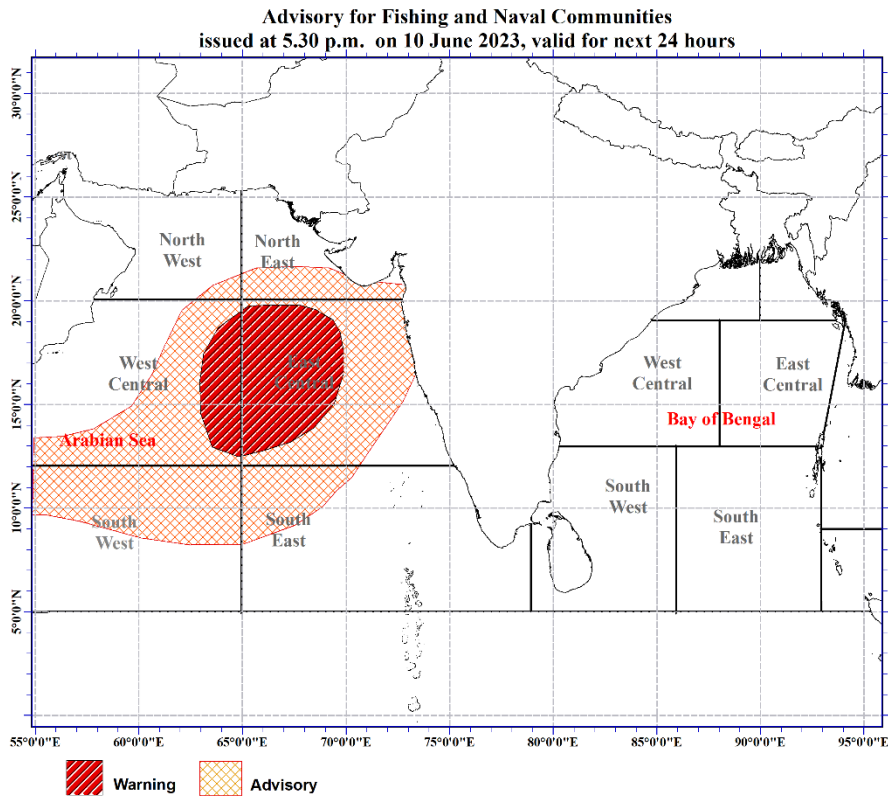 Advisory for Fishing and Naval Communities
issued at 5.30 p.m. on 10 June 2023, valid for next 24 hours
30°0'0"N
25°0'0"N
20°0'0"N
15°0'0"N
10°0'0"N
5°0'0"N
North
West
North
East
West
Central
East
Central
Arabian Sea
South
West
South
East
West
Central
East
Central
Bay of Bengal
South
West
South
East
55°0'0"E
60°0'0"E
65°0'0"E
70°0'0"E
75°0'0"E
80°0'0"E
85°0'0"E
90°0'0"E
95°0'0"E
Warning
Advisory